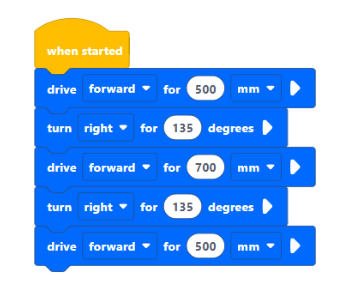 when started
drive forward for 500 mm
turn right for 135 degrees
drive forward for 700 mm
turn right for 135 degrees
drive forward for 500 mm